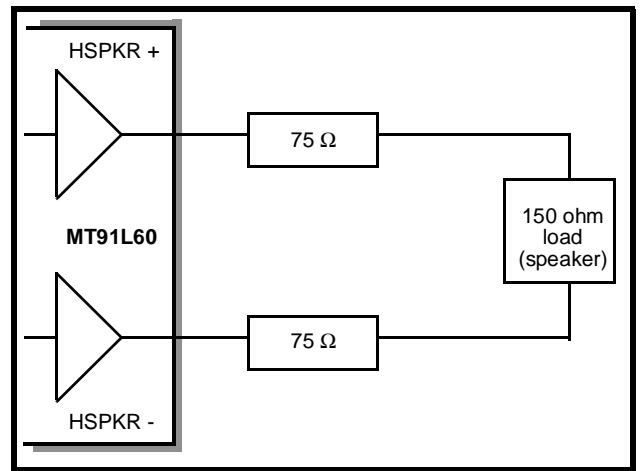 HSPKR +
75 Ω
150 ohm
load
(speaker)
MT91L60
75 Ω
HSPKR -